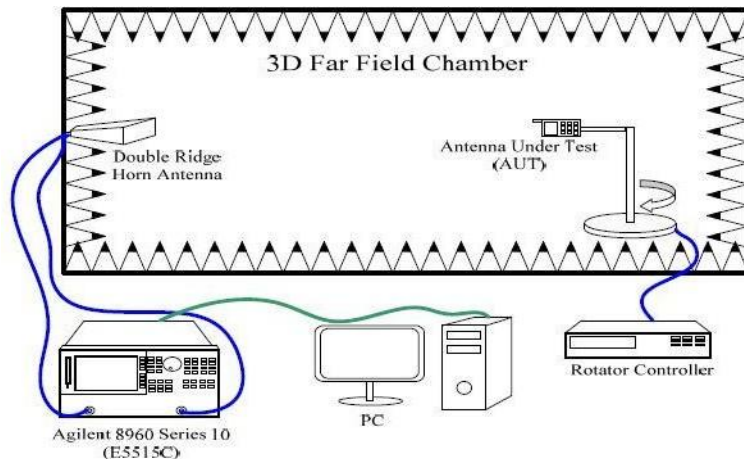 3D Far Field Chamber
Double Ridge
Horn Antenna
Antenna Under Test
(AUT)
Rotator Controller
PC
Agilent 8960 Series 10
(E5515C)